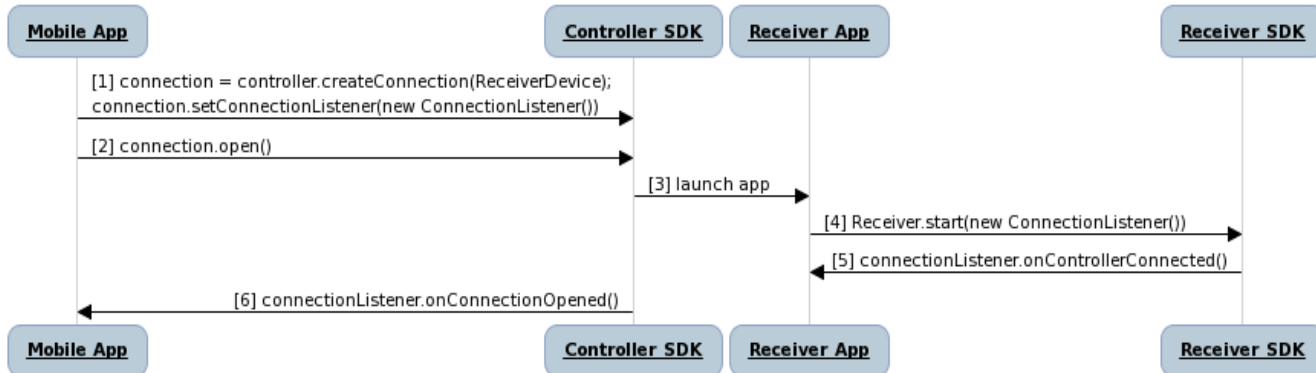 Mobile App
Controller SDK
Receiver App
Receiver SDK
[1] connection = controller.createConnection(ReceiverDevice);
connection.setConnectionListener(new ConnectionListener())
[2] connection.open()
[3] launch app
[4] Receiver.start(new ConnectionListener())
[5] connectionListener.onControllerConnected()
[6] connectionListener.onConnectionOpened()
Mobile App
Controller SDK
Receiver App
Receiver SDK